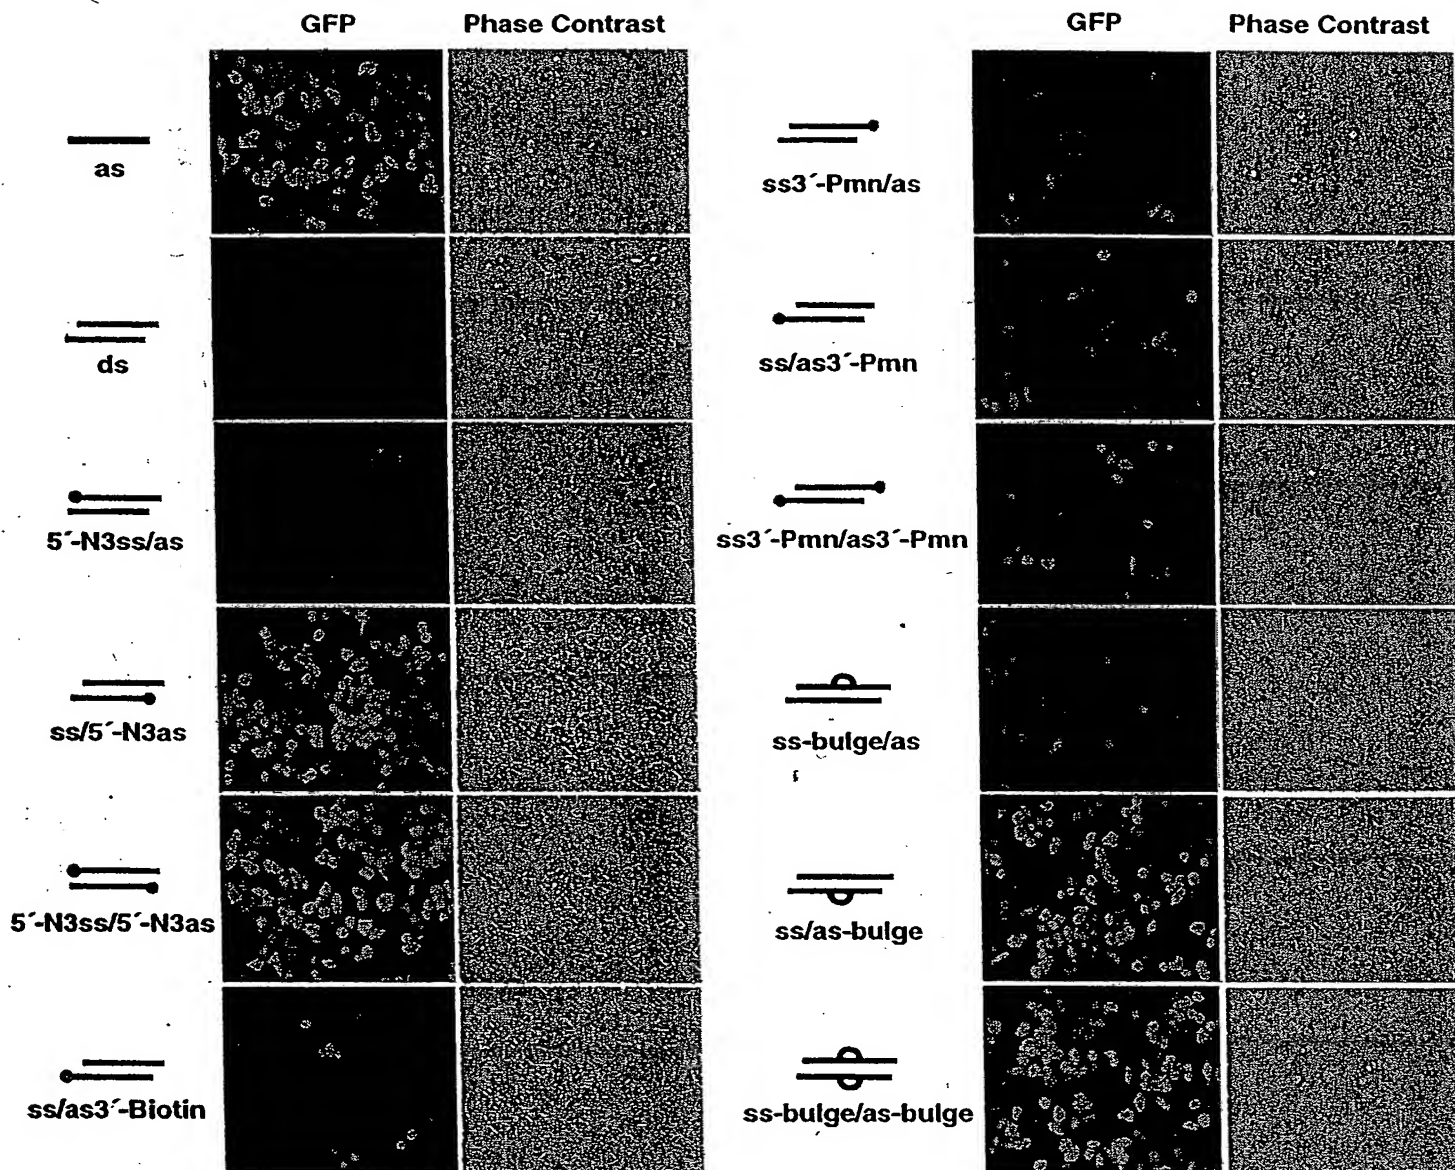 GFP Phase Contrast
as
ds
5´-N3ss/as
ss/5´-N3as
5´-N3ss/5´-N3as
ss/as3´-Biotin
GFP Phase Contrast
ss3´-Pmn/as
ss/as3´-Pmn
ss3´-Pmn/as3´-Pmn
ss-bulge/as
ss/as-bulge
ss-bulge/as-bulge